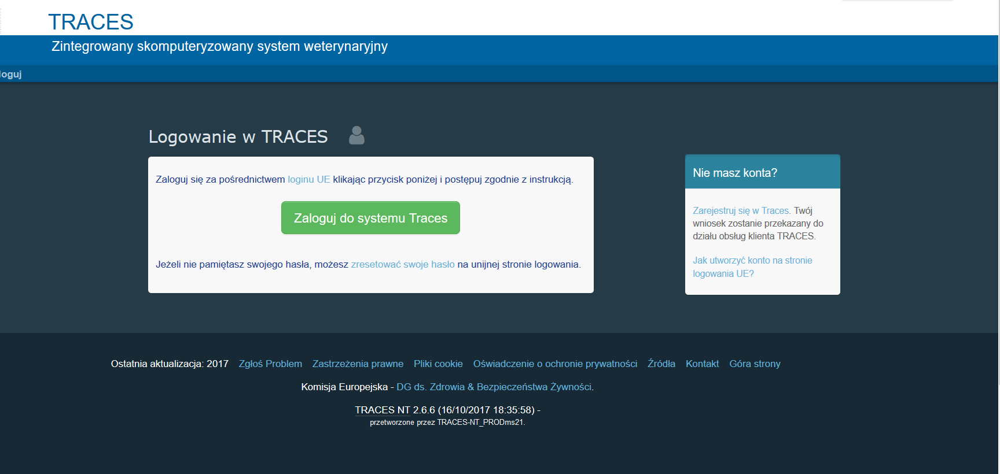 TRACES
Zintegrowany skomputeryzowany system weterynaryjny
loguj
Logowanie w TRACES
Zaloguj się za pośrednictwem loginu UE klikając przycisk poniżej i postępuj zgodnie z instrukcją.
Zaloguj do systemu Traces
Jeżeli nie pamiętasz swojego hasła, możesz zresetować swoje hasło na unijnej stronie logowania.
Nie masz konta?
Zarejestruj się w Traces. Twój
wniosek zostanie przekazany do
działu obsług klienta TRACES.
Jak utworzyć konto na stronie
logowania UE?
Ostatnia aktualizacja: 2017 Zgłoś Problem Zastrzeżenia prawne Pliki cookie Oświadczenie o ochronie prywatności Źródła Kontakt Góra strony
Komisja Europejska - DG ds. Zdrowia & Bezpieczeństwa Żywności.
TRACES NT 2.6.6 (16/10/2017 18:35:58) -
przetworzone przez TRACES-NT_PRODms21.